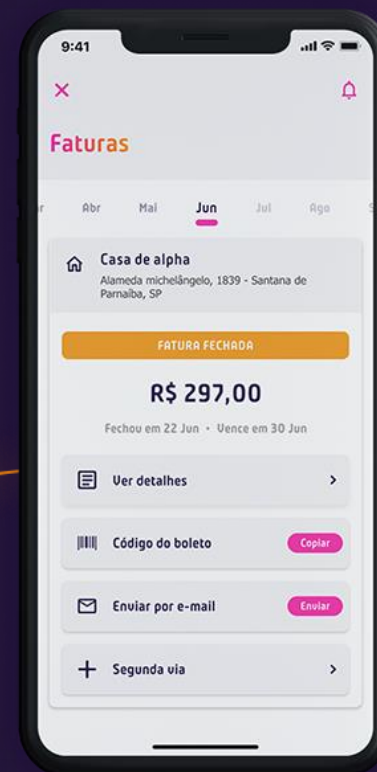 9:41
Faturas
Abr Mai Jun Jul Ago
Casa de alpha
Alameda michelângelo, 1839 - Santana de
Parnaíba, SP
FATURA FECHADA
R$ 297,00
Fechou em 22 Jun • Vence em 30 Jun
Ver detalhes
Código do boleto Copiar
Enviar por e-mail Enviar
Segunda via